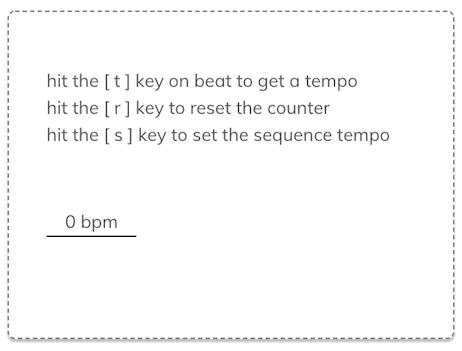 hit the [ t ] key on beat to get a tempo
hit the [ r ] key to reset the counter
hit the [ s ] key to set the sequence tempo
0 bpm